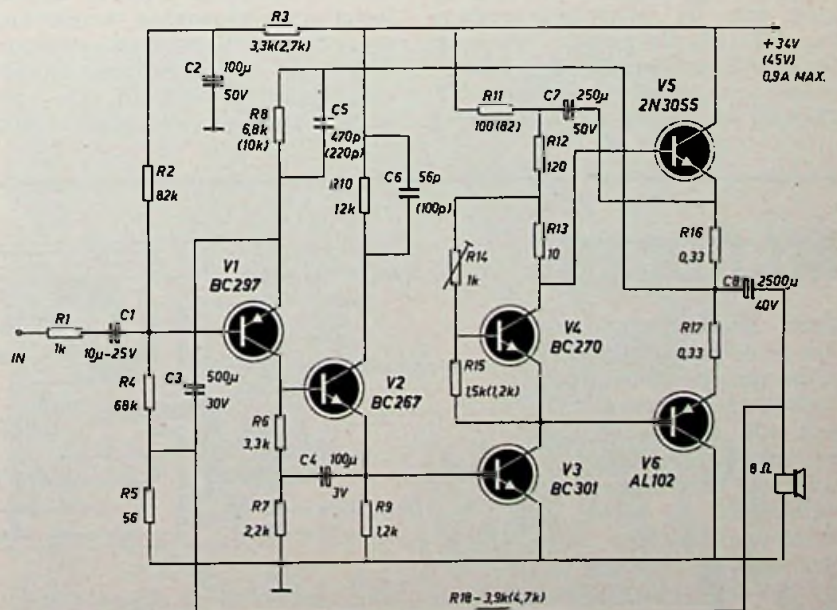 R3
3,3k(2,7k)
+34V
(45V)
0,9A MAX.
C2
100µ
50V
R8
6,8k
(10k)
C5
470p
(220p)
R11
100(82)
C7
250µ
50V
V5
2N3055
R2
82k
R10
12k
C6
56p
(100p)
R12
120
R14
1k
R13
10
R16
0,33
C8
2500µ
40V
V1
BC297
R1
1k
C1
10µ-25V
IN
V4
BC270
R17
0,33
R4
68k
C3
500µ
30V
V2
BC267
R15
1,5k(1,2k)
R6
3,3k
C4
100µ
3V
V3
BC301
V6
AL102
8 Ω
R5
56
R7
2,2k
R9
1,2k
R18-3,9k(4,7k)